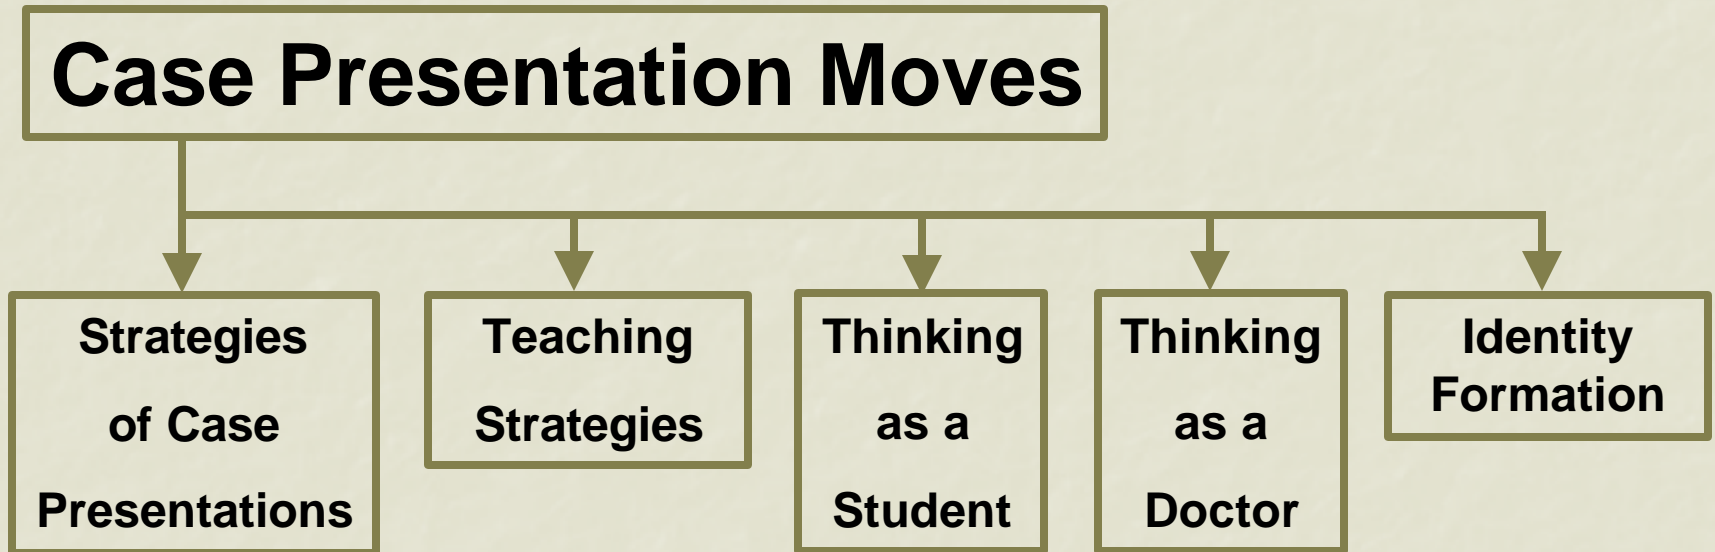 Case Presentation Moves
Strategies
of Case
Presentations
Teaching
Strategies
Thinking
as a
Student
Thinking
as a
Doctor
Identity
Formation